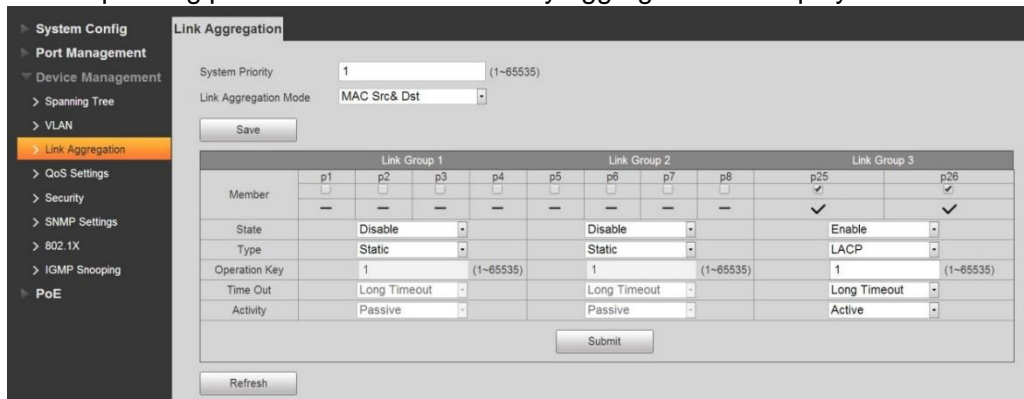 System Config
Port Management
Device Management
> Spanning Tree
> VLAN
> Link Aggregation
> QoS Settings
> Security
> SNMP Settings
> 802.1X
> IGMP Snooping
PoE
Link Aggregation
System Priority 1 (1~65535)
Link Aggregation Mode MAC Src& Dst
Save
Link Group 1 Link Group 2 Link Group 3
Member p1 p2 p3 p4 p5 p6 p7 p8 p25 p26
State Disable Disable Enable
Type Static Static LACP
Operation Key 1 (1~65535) 1 (1~65535) 1 (1~65535)
Time Out Long Timeout Long Timeout Long Timeout
Activity Passive Passive Active
Submit
Refresh